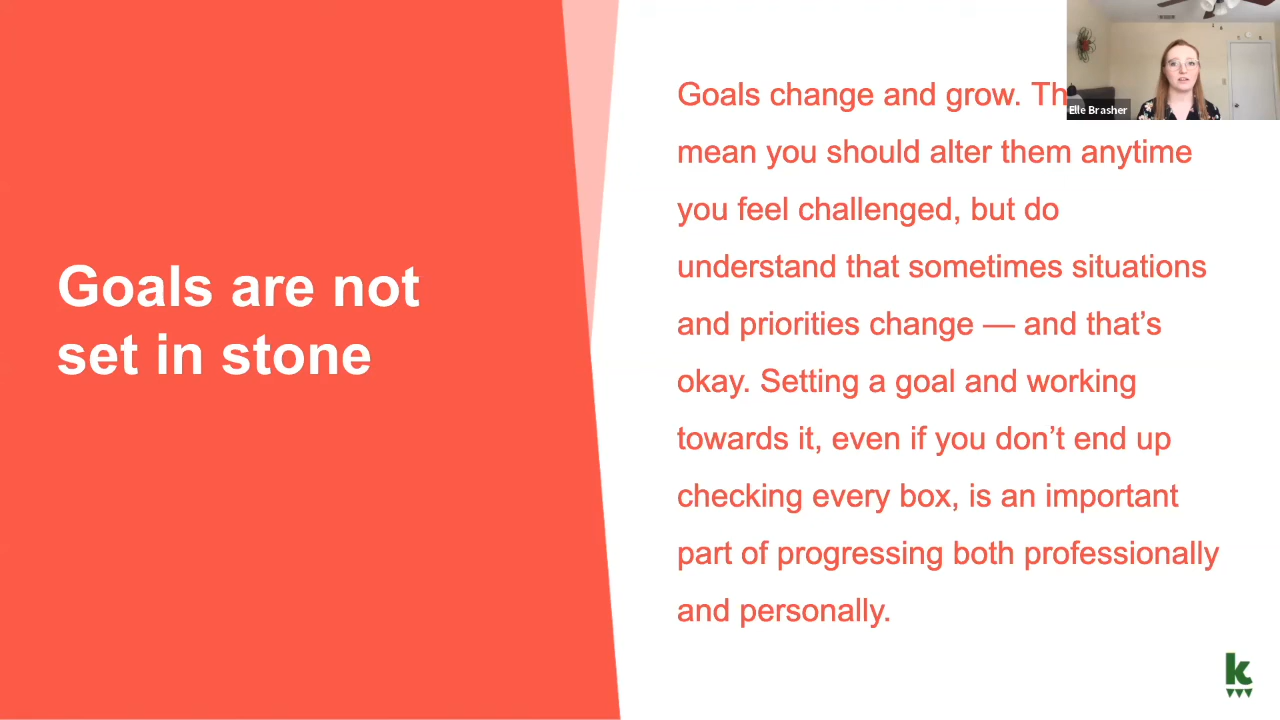 Goals are not
set in stone
Goals change and grow. Th
mean you should alter them anytime
you feel challenged, but do
understand that sometimes situations
and priorities change — and that’s
okay. Setting a goal and working
towards it, even if you don’t end up
checking every box, is an important
part of progressing both professionally
and personally.
Elle Brasher
k